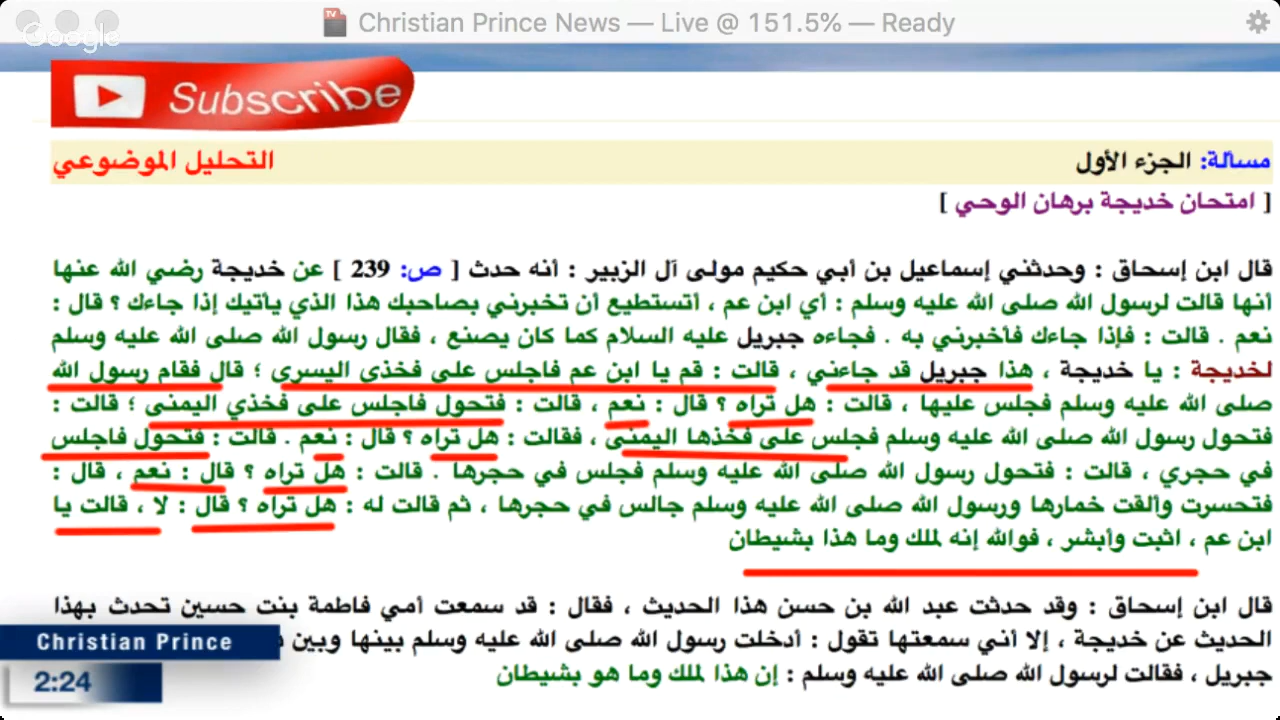 Christian Prince News — Live @ 151.5% — Ready
Google
Subscribe
مسألة: الجزء الأول
التحليل الموضوعي
[ امتحان خديجة برهان الوحي ]
قال ابن إسحاق : وحدثني إسماعيل بن أبي حكيم مولى آل الزبير : أنه حدث [ ص: 239 ] عن خديجة رضي الله عنها
أنها قالت لرسول الله صلى الله عليه وسلم : أي ابن عم ، أتستطيع أن تخبرني بصاحبك هذا الذي يأتيك إذا جاءك ؟ قال :
نعم . قالت : فإذا جاءك فأخبرني به . فجاءه جبريل عليه السلام كما كان يصنع ، فقال رسول الله صلى الله عليه وسلم
لخديجة : يا خديجة ، هذا جبريل قد جاءني ، قالت : قم يا ابن عم فاجلس على فخذي اليسرى ؛ قال فقام رسول الله
صلى الله عليه وسلم فجلس عليها ، قالت : هل تراه ؟ قال : نعم ، قالت : فتحول فاجلس على فخذي اليمنى ؛ قالت :
فتحول رسول الله صلى الله عليه وسلم فجلس على فخذها اليمنى ، فقالت : هل تراه ؟ قال : نعم . قالت : فتحول فاجلس
في حجري ، قالت : فتحول رسول الله صلى الله عليه وسلم فجلس في حجرها . قالت : هل تراه ؟ قال : نعم ، قال :
فتحسرت وألقت خمارها ورسول الله صلى الله عليه وسلم جالس في حجرها ، ثم قالت له : هل تراه ؟ قال : لا ، قالت يا
ابن عم ، اثبت وأبشر ، فوالله إنه لملك وما هذا بشيطان
قال ابن إسحاق : وقد حدثت عبد الله بن حسن هذا الحديث ، فقال : قد سمعت أمي فاطمة بنت حسين تحدث بهذا
الحديث عن خديجة ، إلا أني سمعتها تقول : أدخلت رسول الله صلى الله عليه وسلم بينها وبين
جبريل ، فقالت لرسول الله صلى الله عليه وسلم : إن هذا لملك وما هو بشيطان
Christian Prince
2:24